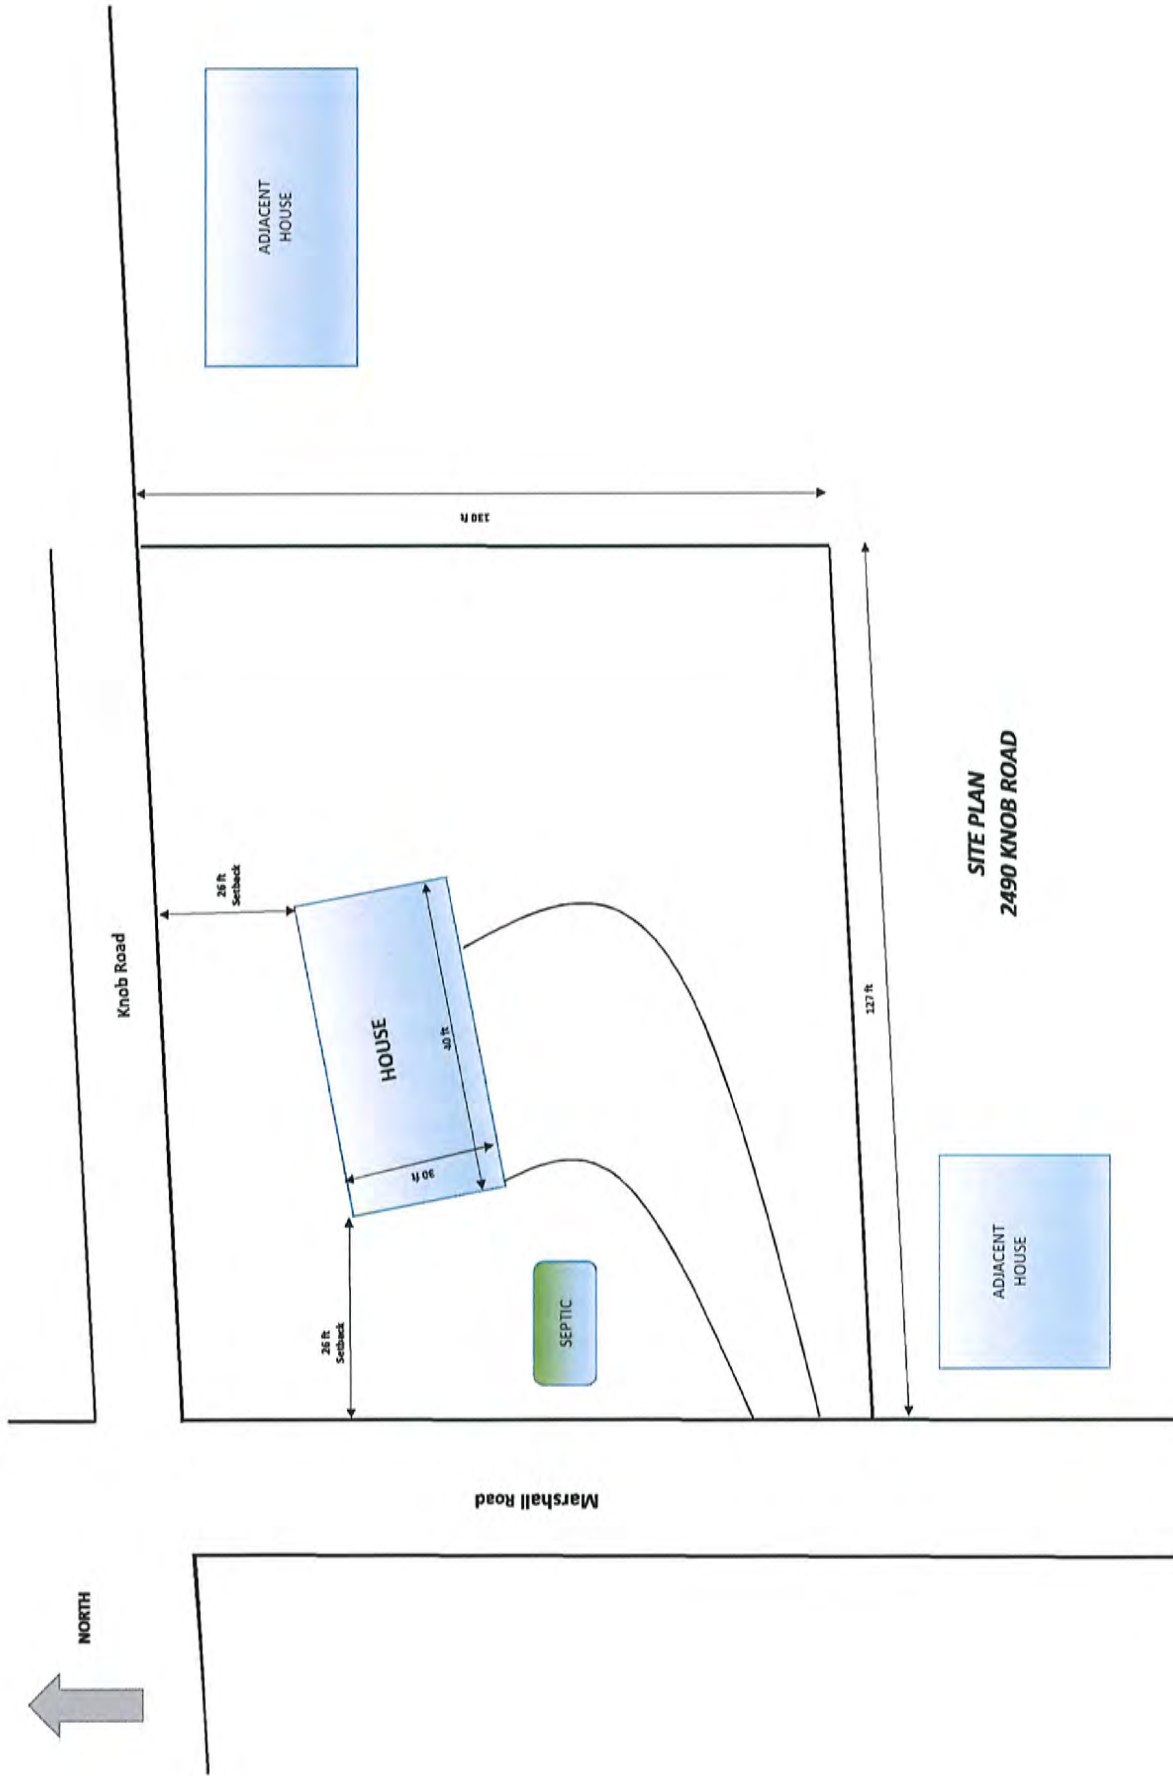 NORTH
Knob Road
Marshall Road
26 ft
Setback
26 ft
Setback
HOUSE
30 ft
40 ft
SEPTIC
130 ft
127 ft
ADJACENT
HOUSE
ADJACENT
HOUSE
SITE PLAN
2490 KNOB ROAD